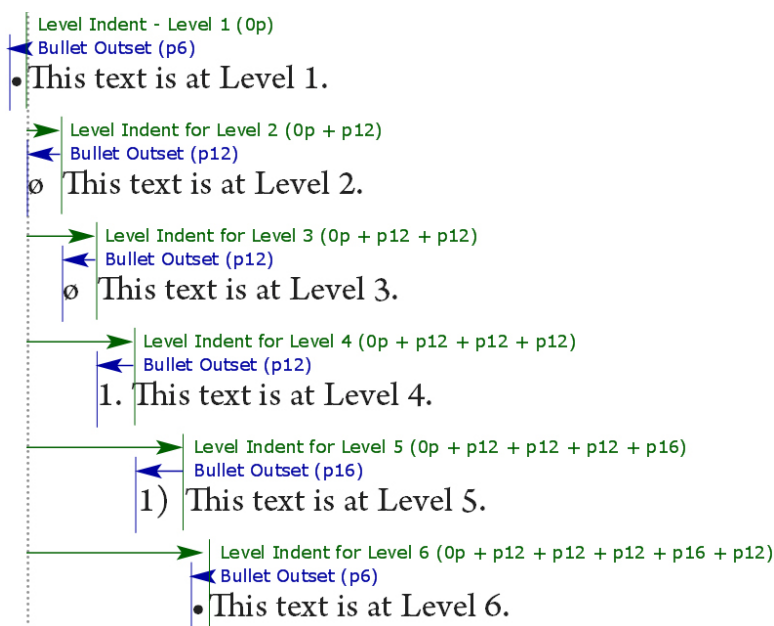 Level Indent - Level 1 (0p)
Bullet Outset (p6)
• This text is at Level 1.
Level Indent for Level 2 (0p + p12)
Bullet Outset (p12)
ø This text is at Level 2.
Level Indent for Level 3 (0p + p12 + p12)
Bullet Outset (p12)
ø This text is at Level 3.
Level Indent for Level 4 (0p + p12 + p12 + p12)
Bullet Outset (p12)
1. This text is at Level 4.
Level Indent for Level 5 (0p + p12 + p12 + p12 + p16)
Bullet Outset (p16)
1) This text is at Level 5.
Level Indent for Level 6 (0p + p12 + p12 + p12 + p16 + p12)
Bullet Outset (p6)
• This text is at Level 6.